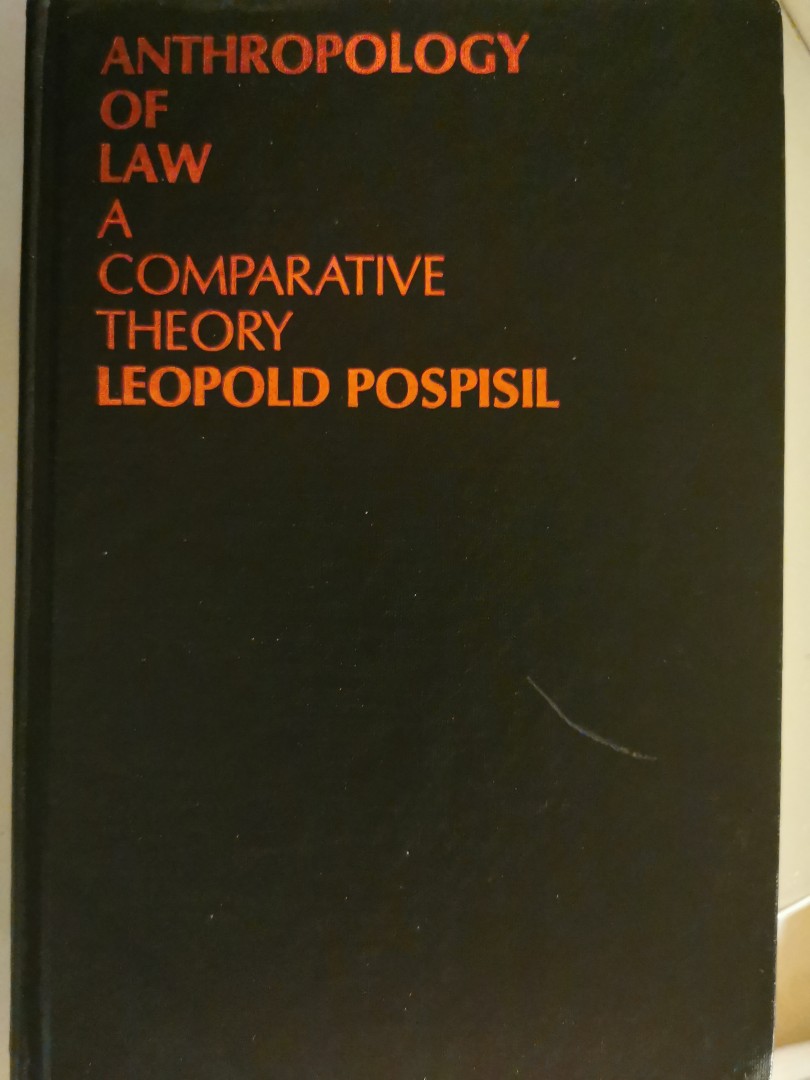 ANTHROPOLOGY
OF
LAW
A
COMPARATIVE
THEORY
LEOPOLD POSPISIL